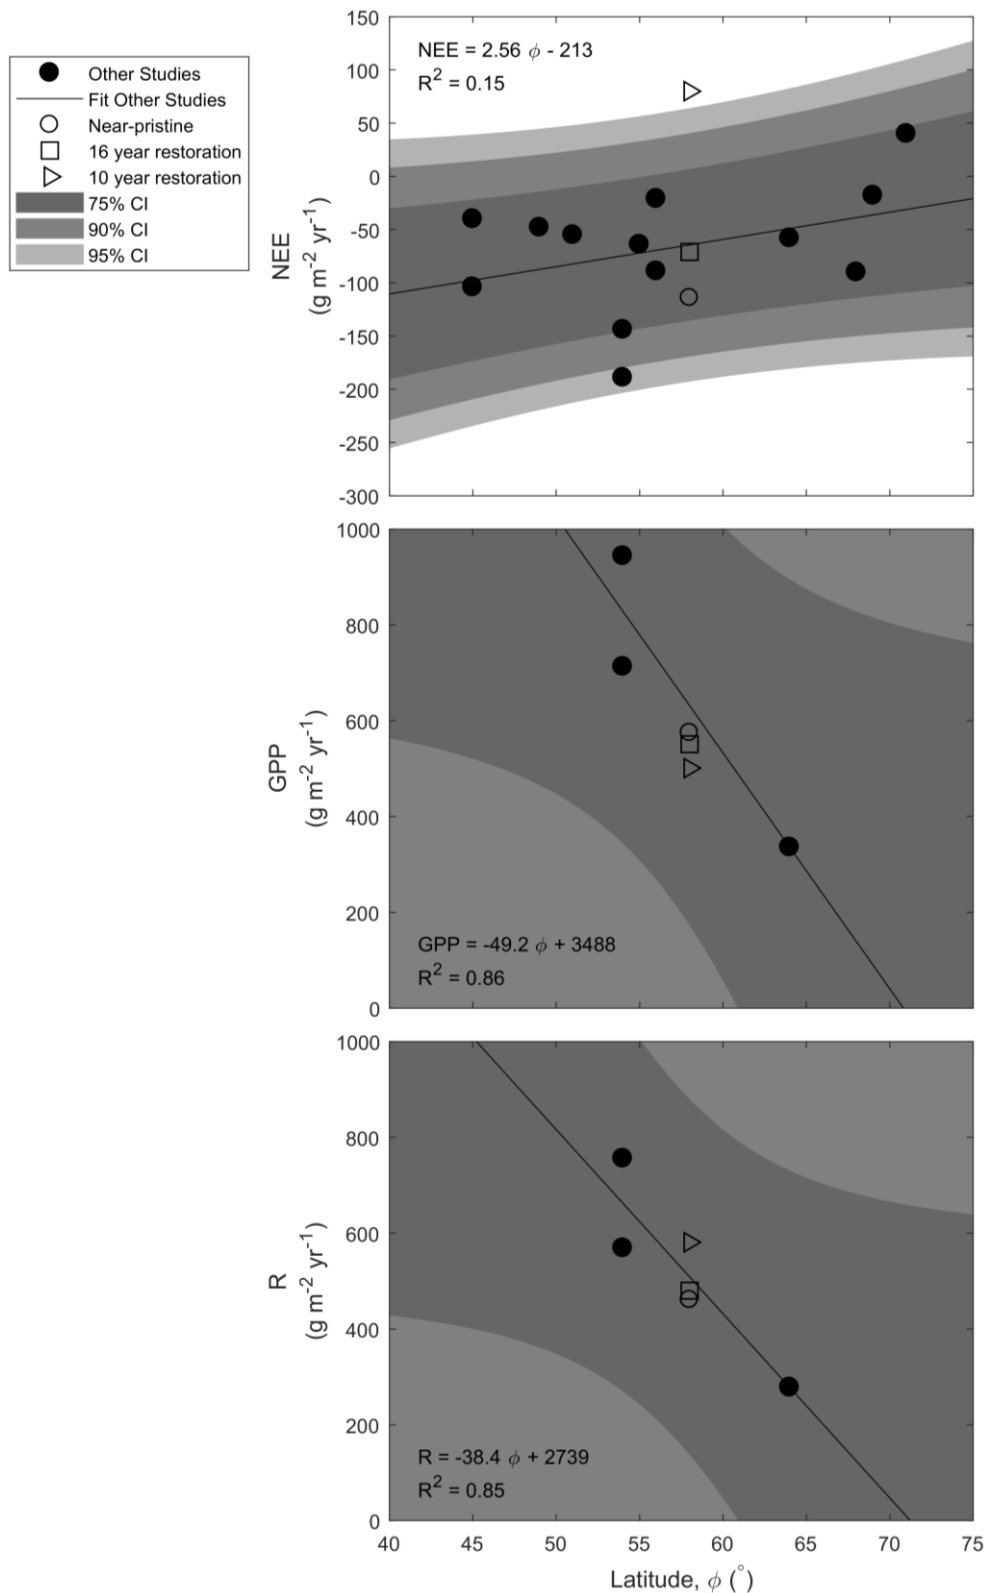 Other Studies
Fit Other Studies
Near-pristine
16 year restoration
10 year restoration
75% CI
90% CI
95% CI
NEE = 2.56 ϕ - 213
R² = 0.15
150
100
50
0
-50
-100
-150
-200
-250
-300
NEE
(g m⁻² yr⁻¹)
1000
800
600
400
200
0
GPP
(g m⁻² yr⁻¹)
GPP = -49.2 ϕ + 3488
R² = 0.86
1000
800
600
400
200
0
R
(g m⁻² yr⁻¹)
R = -38.4 ϕ + 2739
R² = 0.85
40 45 50 55 60 65 70 75
Latitude, ϕ (°)